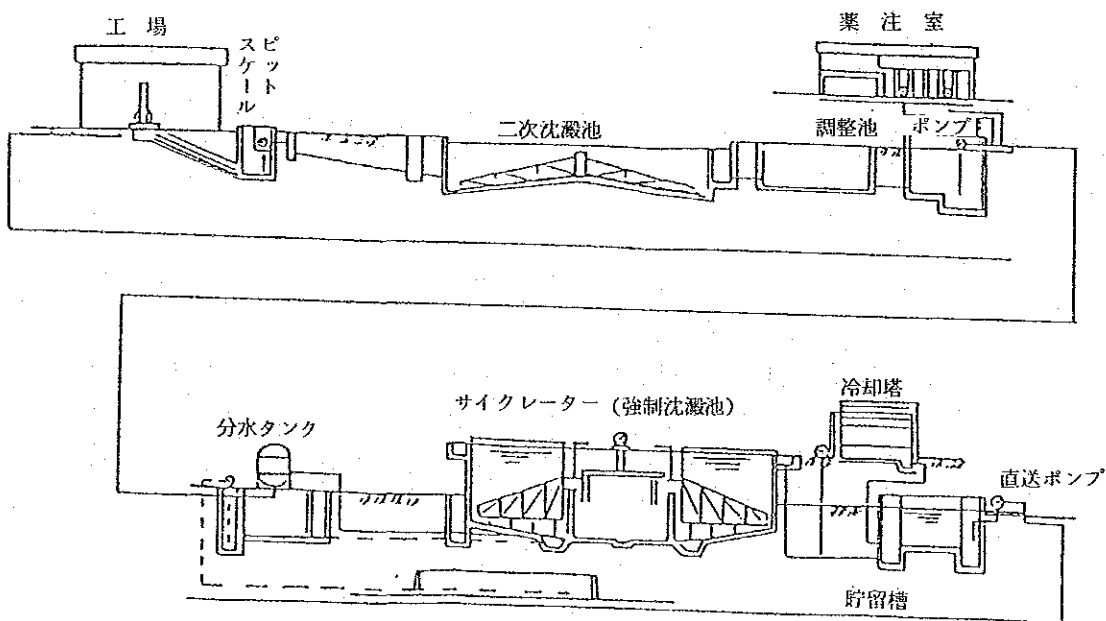 工場
スケール
ピット
薬注室
二次沈澱池
調整池
ポンプ
分水タンク
サイクレーター(強制沈澱池)
冷却塔
直送ポンプ
貯留槽